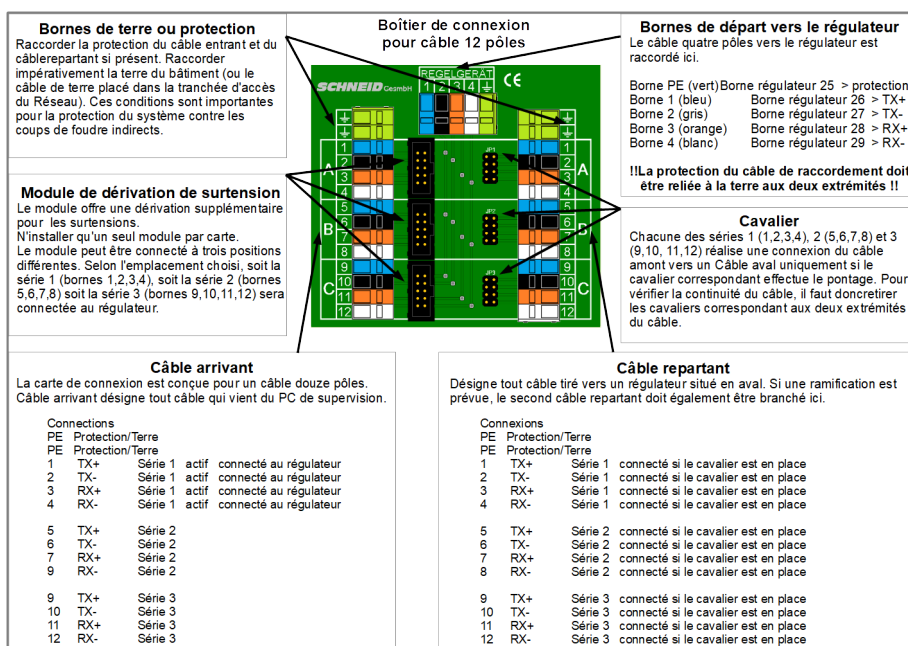 Bornes de terre ou protection
Raccorder la protection du câble entrant et du
câblerepartant si présent. Raccorder
impérativement la terre du bâtiment (ou le
câble de terre placé dans la tranchée d'accès
du Réseau). Ces conditions sont importantes
pour la protection du système contre les
coups de foudre indirects.
Boîtier de connexion
pour câble 12 pôles
Bornes de départ vers le régulateur
Le câble quatre pôles vers le régulateur est
raccordé ici.
Borne PE (vert)Borne régulateur 25 > protection
Borne 1 (bleu) Borne régulateur 26 > TX+
Borne 2 (gris) Borne régulateur 27 > TX-
Borne 3 (orange) Borne régulateur 28 > RX+
Borne 4 (blanc) Borne régulateur 29 > RX-
!!La protection du câble de raccordement doit
être reliée à la terre aux deux extrémités !!
REGELGERÄT
1 2 3 4
SCHNEID GesmbH
CE
A
1
2
3
4
B
5
6
7
8
C
9
10
11
12
JP1
JP2
JP3
1
2
3
4
A
5
6
7
8
B
9
10
11
12
C
Module de dérivation de surtension
Le module offre une dérivation supplémentaire
pour les surtensions.
N'installer qu'un seul module par carte.
Le module peut être connecté à trois positions
différentes. Selon l'emplacement choisi, soit la
série 1 (bornes 1,2,3,4), soit la série 2 (bornes
5,6,7,8) soit la série 3 (bornes 9,10,11,12) sera
connectée au régulateur.
Cavalier
Chacune des séries 1 (1,2,3,4), 2 (5,6,7,8) et 3
(9,10, 11,12) réalise une connexion du câble
amont vers un Câble aval uniquement si le
cavalier correspondant effectue le pontage. Pour
vérifier la continuité du câble, il faut doncretirer
les cavaliers correspondant aux deux extrémités
du câble.
Câble arrivant
La carte de connexion est conçue pour un câble douze pôles.
Câble arrivant désigne tout câble qui vient du PC de supervision.
Connections
PE Protection/Terre
PE Protection/Terre
1 TX+ Série 1 actif connecté au régulateur
2 TX- Série 1 actif connecté au régulateur
3 RX+ Série 1 actif connecté au régulateur
4 RX- Série 1 actif connecté au régulateur
5 TX+ Série 2
6 TX- Série 2
7 RX+ Série 2
9 RX- Série 2
9 TX+ Série 3
10 TX- Série 3
11 RX+ Série 3
12 RX- Série 3
Câble repartant
Désigne tout câble tiré vers un régulateur situé en aval. Si une ramification est
prévue, le second câble repartant doit également être branché ici.
Connexions
PE Protection/Terre
PE Protection/Terre
1 TX+ Série 1 connecté si le cavalier est en place
2 TX- Série 1 connecté si le cavalier est en place
3 RX+ Série 1 connecté si le cavalier est en place
4 RX- Série 1 connecté si le cavalier est en place
5 TX+ Série 2 connecté si le cavalier est en place
6 TX- Série 2 connecté si le cavalier est en place
7 RX+ Série 2 connecté si le cavalier est en place
8 RX- Série 2 connecté si le cavalier est en place
9 TX+ Série 3 connecté si le cavalier est en place
10 TX- Série 3 connecté si le cavalier est en place
11 RX+ Série 3 connecté si le cavalier est en place
12 RX- Série 3 connecté si le cavalier est en place